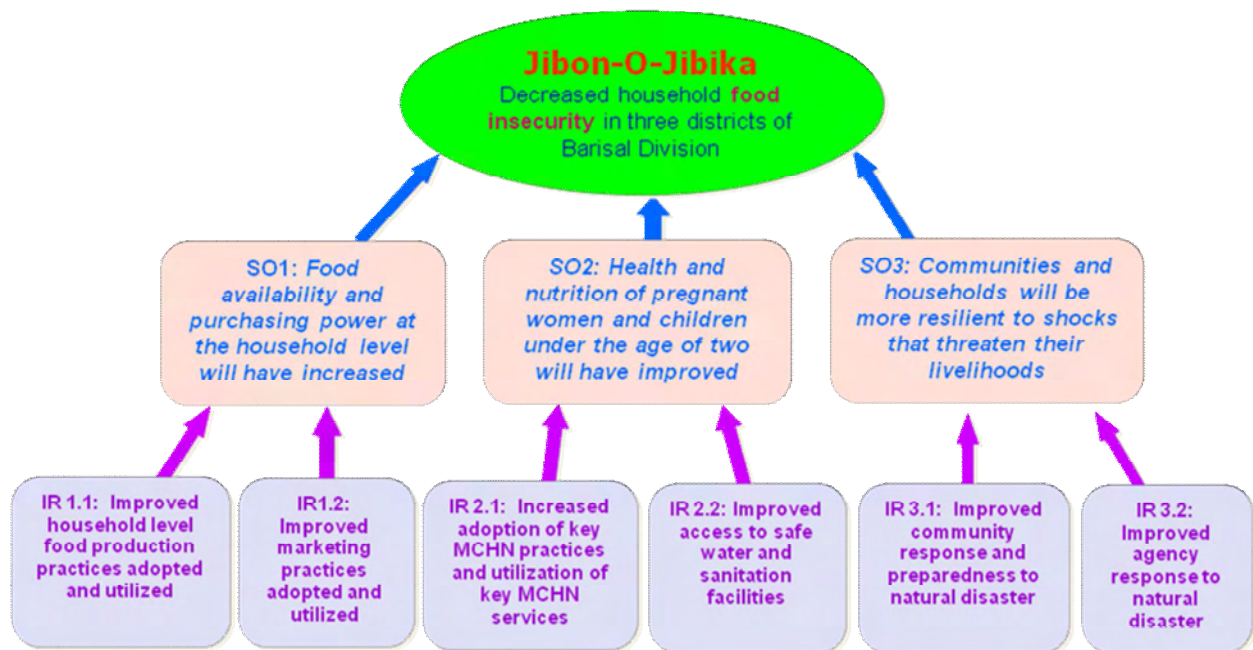 Jibon-O-Jibika
Decreased household food
insecurity in three districts of
Barisal Division
SO1: Food
availability and
purchasing power at
the household level
will have increased
SO2: Health and
nutrition of pregnant
women and children
under the age of two
will have improved
SO3: Communities and
households will be
more resilient to shocks
that threaten their
livelihoods
IR 1.1: Improved
household level
food production
practices adopted
and utilized
IR1.2:
Improved
marketing
practices
adopted and
utilized
IR 2.1: Increased
adoption of key
MCHN practices
and utilization of
key MCHN
services
IR 2.2: Improved
access to safe
water and
sanitation
facilities
IR 3.1: Improved
community
response and
preparedness to
natural disaster
IR 3.2:
Improved
agency
response to
natural
disaster